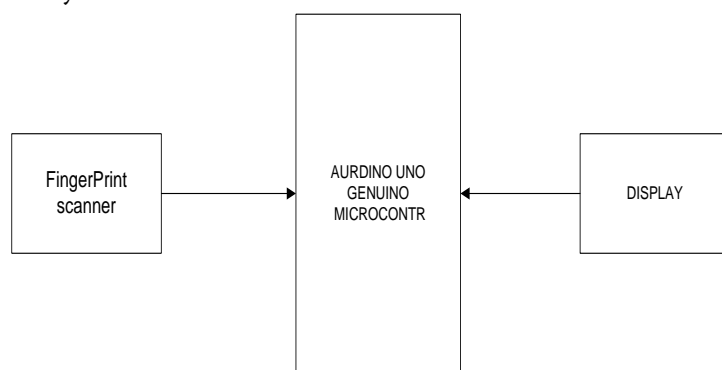 FingerPrint
scanner
AURDINO UNO
GENUINO
MICROCONTR
DISPLAY